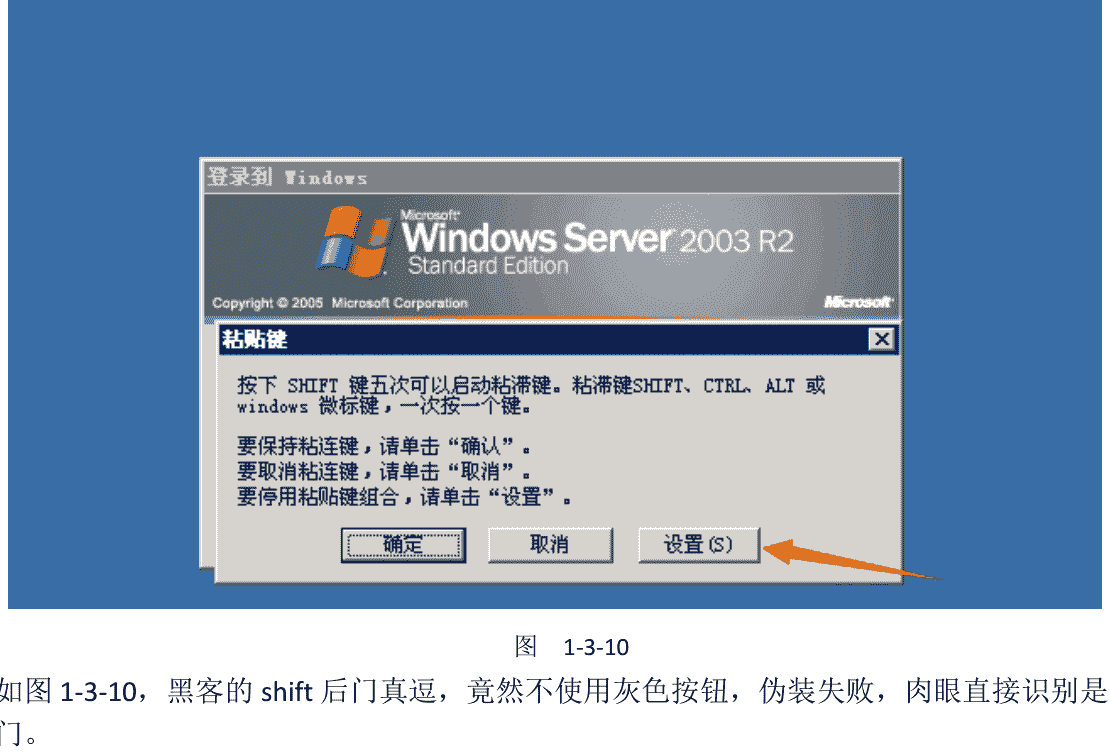 登录到 Windows
Microsoft
Windows Server 2003 R2
Standard Edition
Copyright © 2005 Microsoft Corporation
Microsoft
粘贴键
按下 SHIFT 键五次可以启动粘滞键。粘滞键SHIFT、CTRL、ALT 或
windows 微标键，一次按一个键。
要保持粘连键，请单击“确认”。
要取消粘连键，请单击“取消”。
要停用粘贴键组合，请单击“设置”。
确定
取消
设置(S)
图 1-3-10
如图 1-3-10，黑客的 shift 后门真逗，竟然不使用灰色按钮，伪装失败，肉眼直接识别是
门。